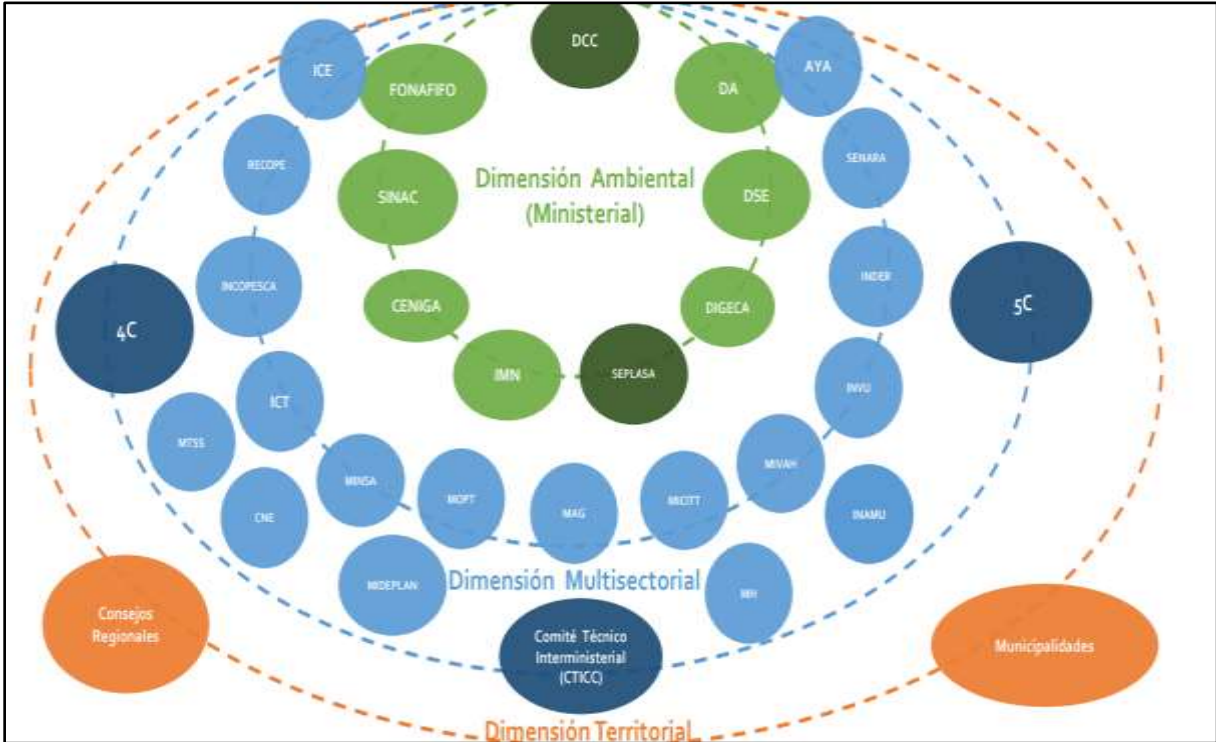 DCC
ICE
AYA
FONAFIFO
DA
RECOPE
SENARA
Dimensión Ambiental
(Ministerial)
SINAC
DSE
INCOPESCA
INDER
4C
5C
CENIGA
DIGECA
IMN
SEPLASA
ICT
INVU
MTSS
MINSA
MOPT
MAG
MICITT
MIVAH
CNE
INAMU
MIDEPLAN
Dimensión Multisectorial
MH
Consejos
Regionales
Comité Técnico
Interministerial
(CTICC)
Municipalidades
Dimensión Territorial